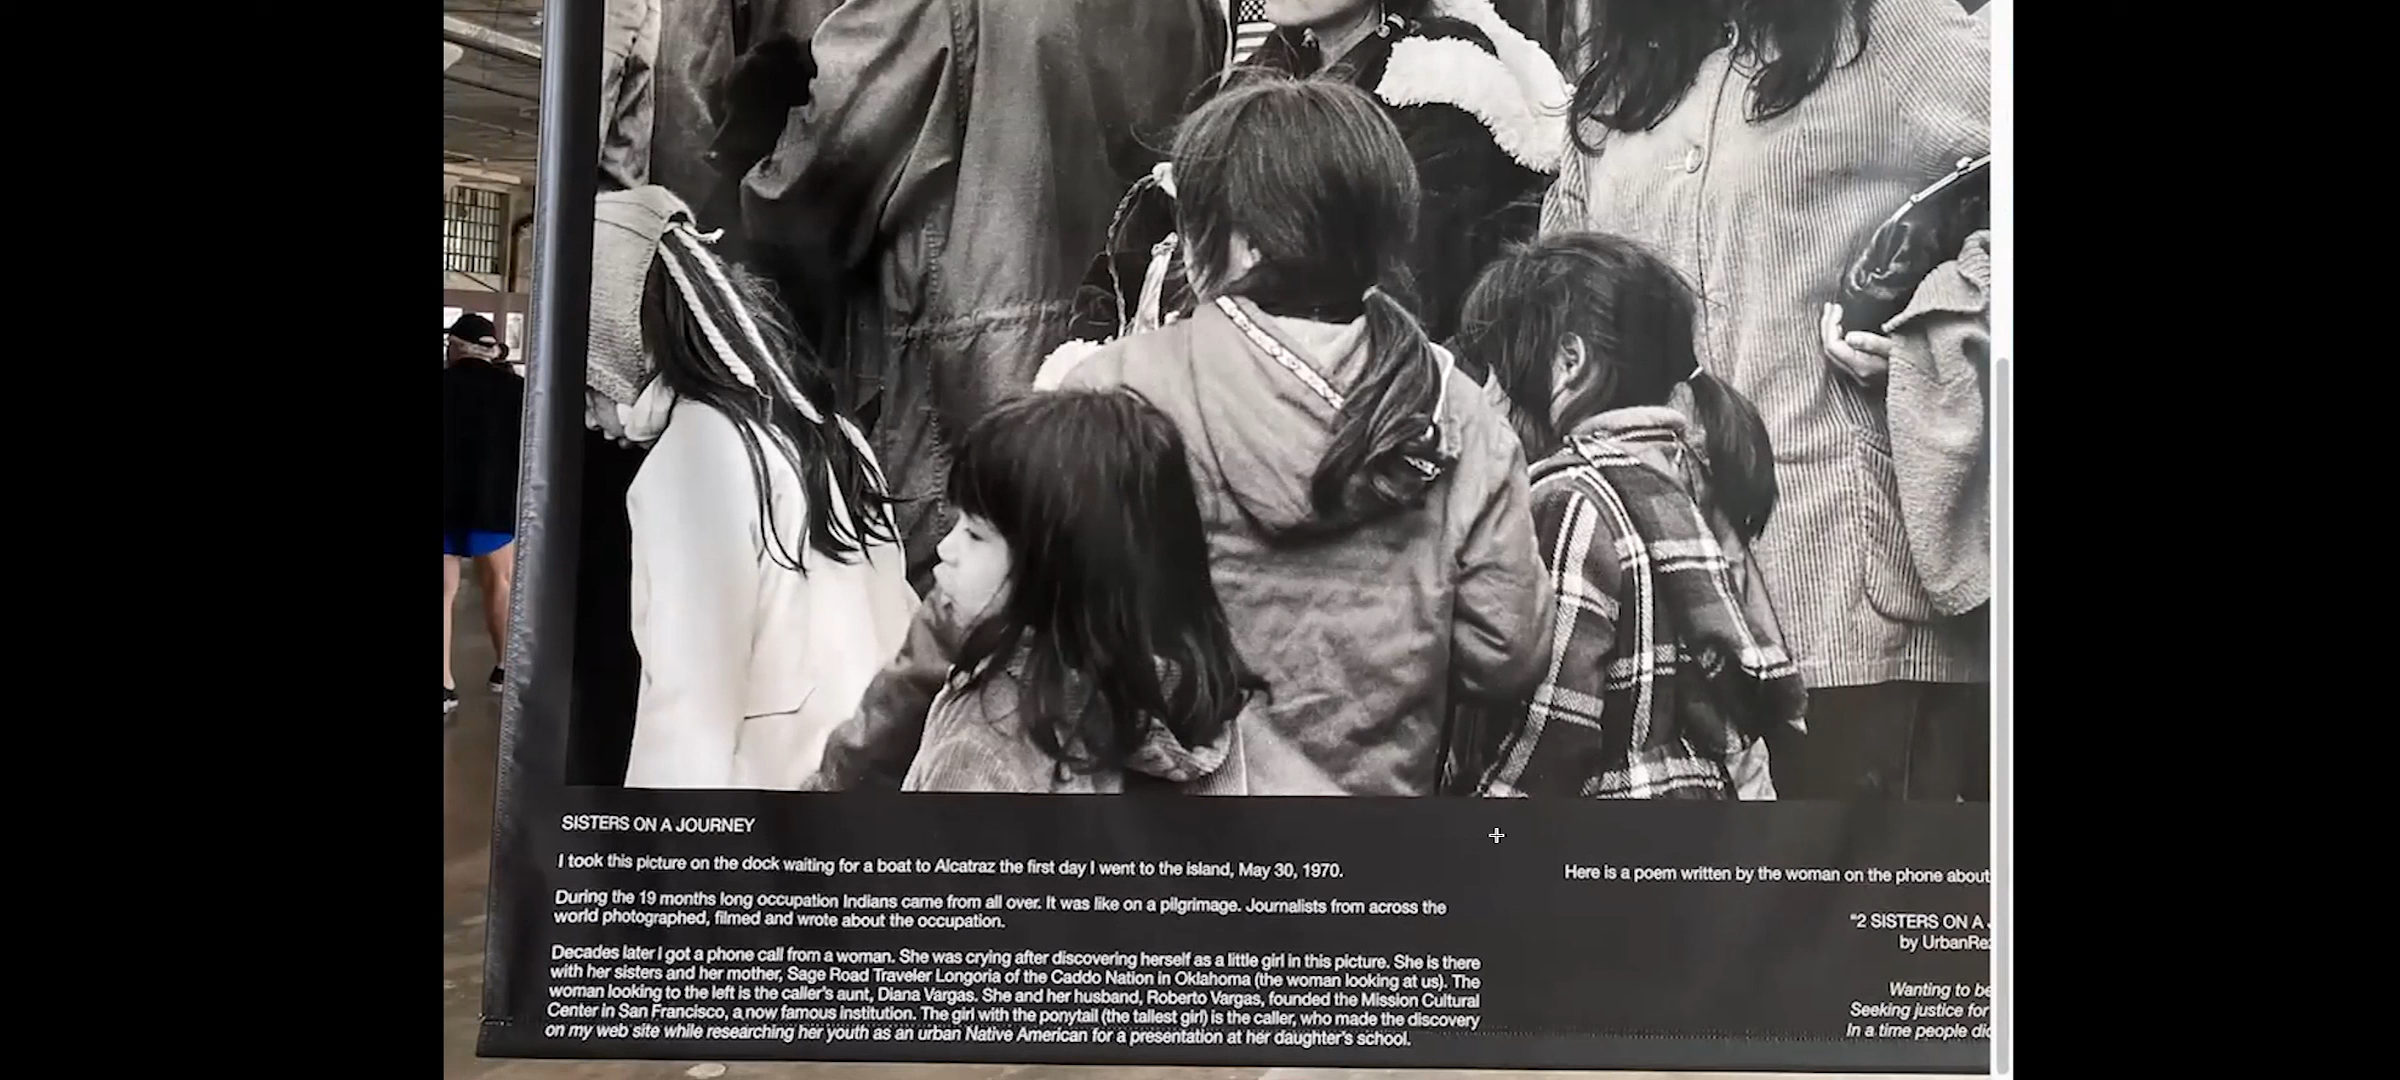 SISTERS ON A JOURNEY
I took this picture on the dock waiting for a boat to Alcatraz the first day I went to the island, May 30, 1970.
During the 19 months long occupation Indians came from all over. It was like on a pilgrimage. Journalists from across the
world photographed, filmed and wrote about the occupation.
Decades later I got a phone call from a woman. She was crying after discovering herself as a little girl in this picture. She is there
with her sisters and her mother, Sage Road Traveler Longoria of the Caddo Nation in Oklahoma (the woman looking at us). The
woman looking to the left is the caller's aunt, Diana Vargas. She and her husband, Roberto Vargas, founded the Mission Cultural
Center in San Francisco, a now famous institution. The girl with the ponytail (the tallest girl) is the caller, who made the discovery
on my web site while researching her youth as an urban Native American for a presentation at her daughter's school.
Here is a poem written by the woman on the phone about
"2 SISTERS ON A
by
Wanting to be
Seeking justice for
In a time people